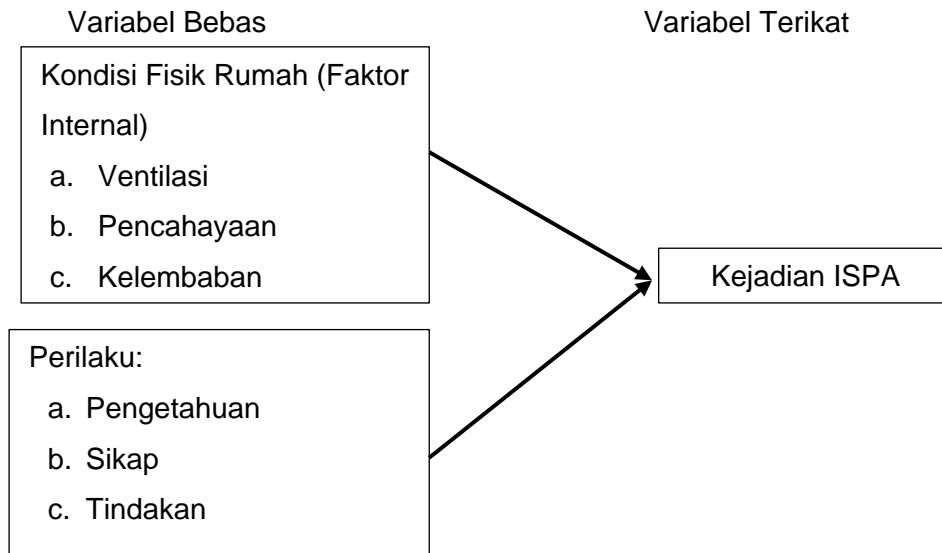 Variabel Bebas
Variabel Terikat
Kondisi Fisik Rumah (Faktor
Internal)
a. Ventilasi
b. Pencahayaan
c. Kelembaban
Kejadian ISPA
Perilaku:
a. Pengetahuan
b. Sikap
c. Tindakan